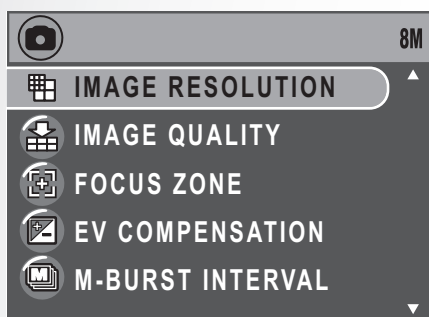 8M
IMAGE RESOLUTION
IMAGE QUALITY
FOCUS ZONE
EV COMPENSATION
M-BURST INTERVAL